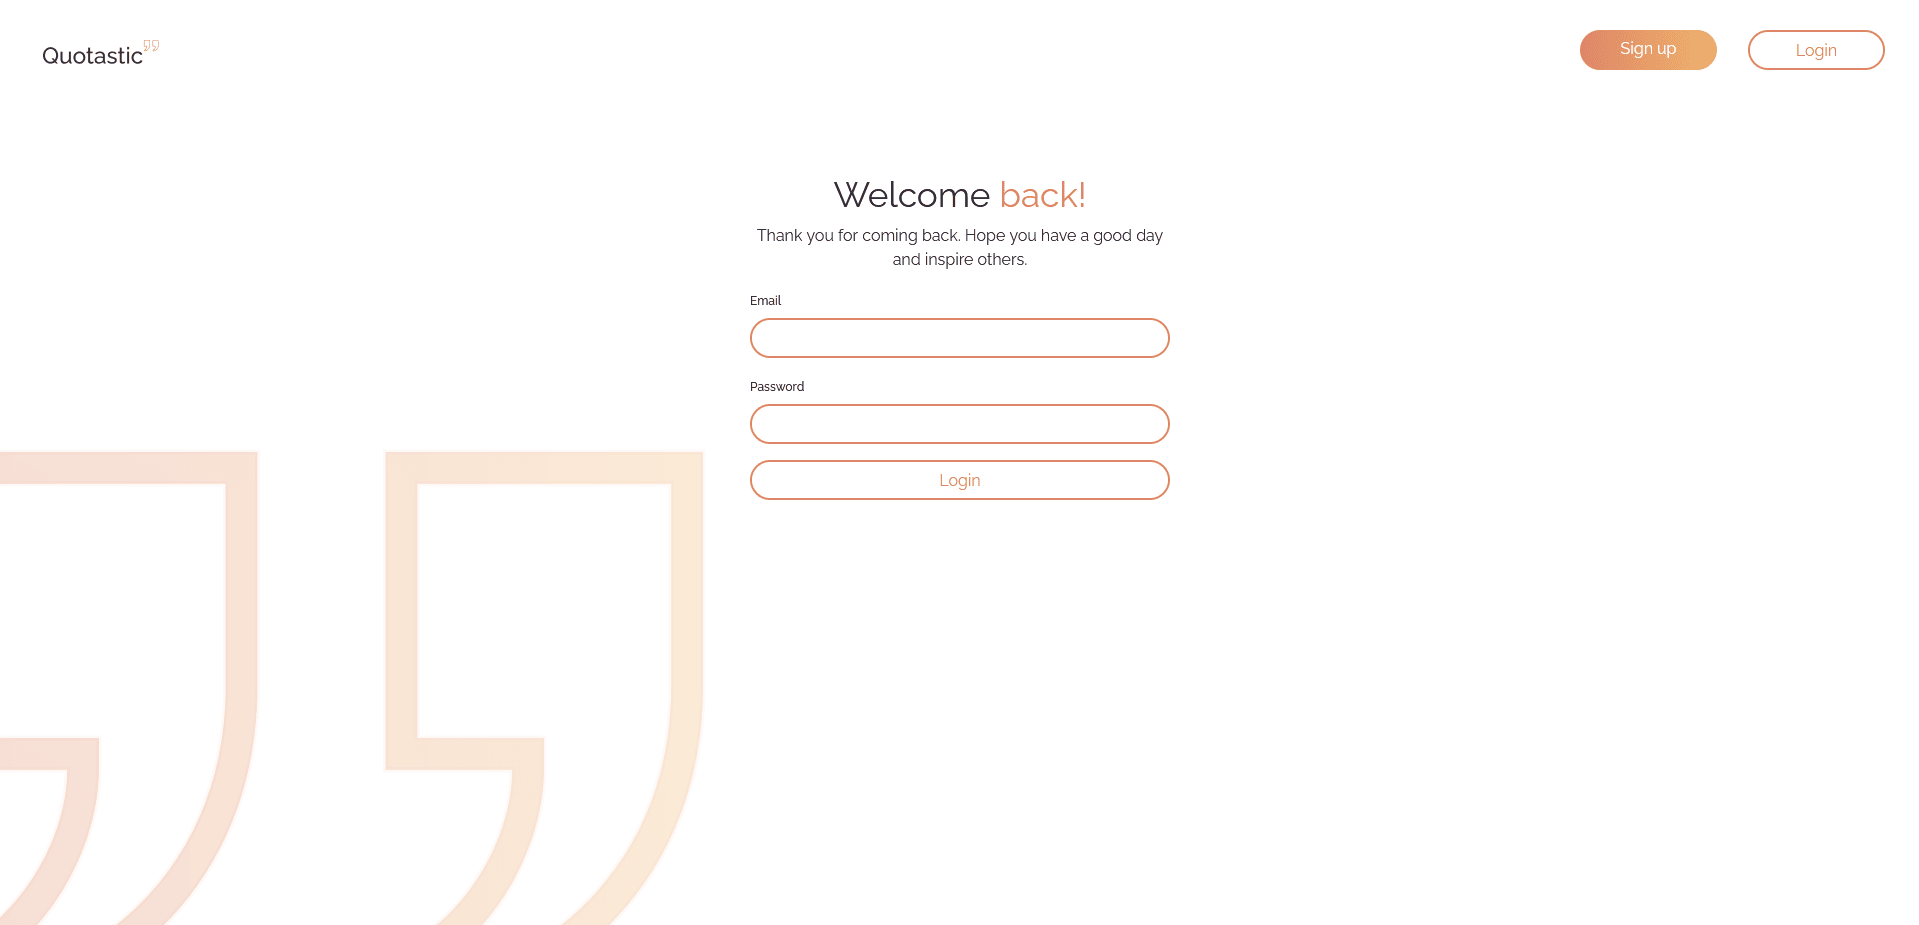 Quotastic
Sign up
Login
Welcome back!
Thank you for coming back. Hope you have a good day
and inspire others.
Email
Password
Login